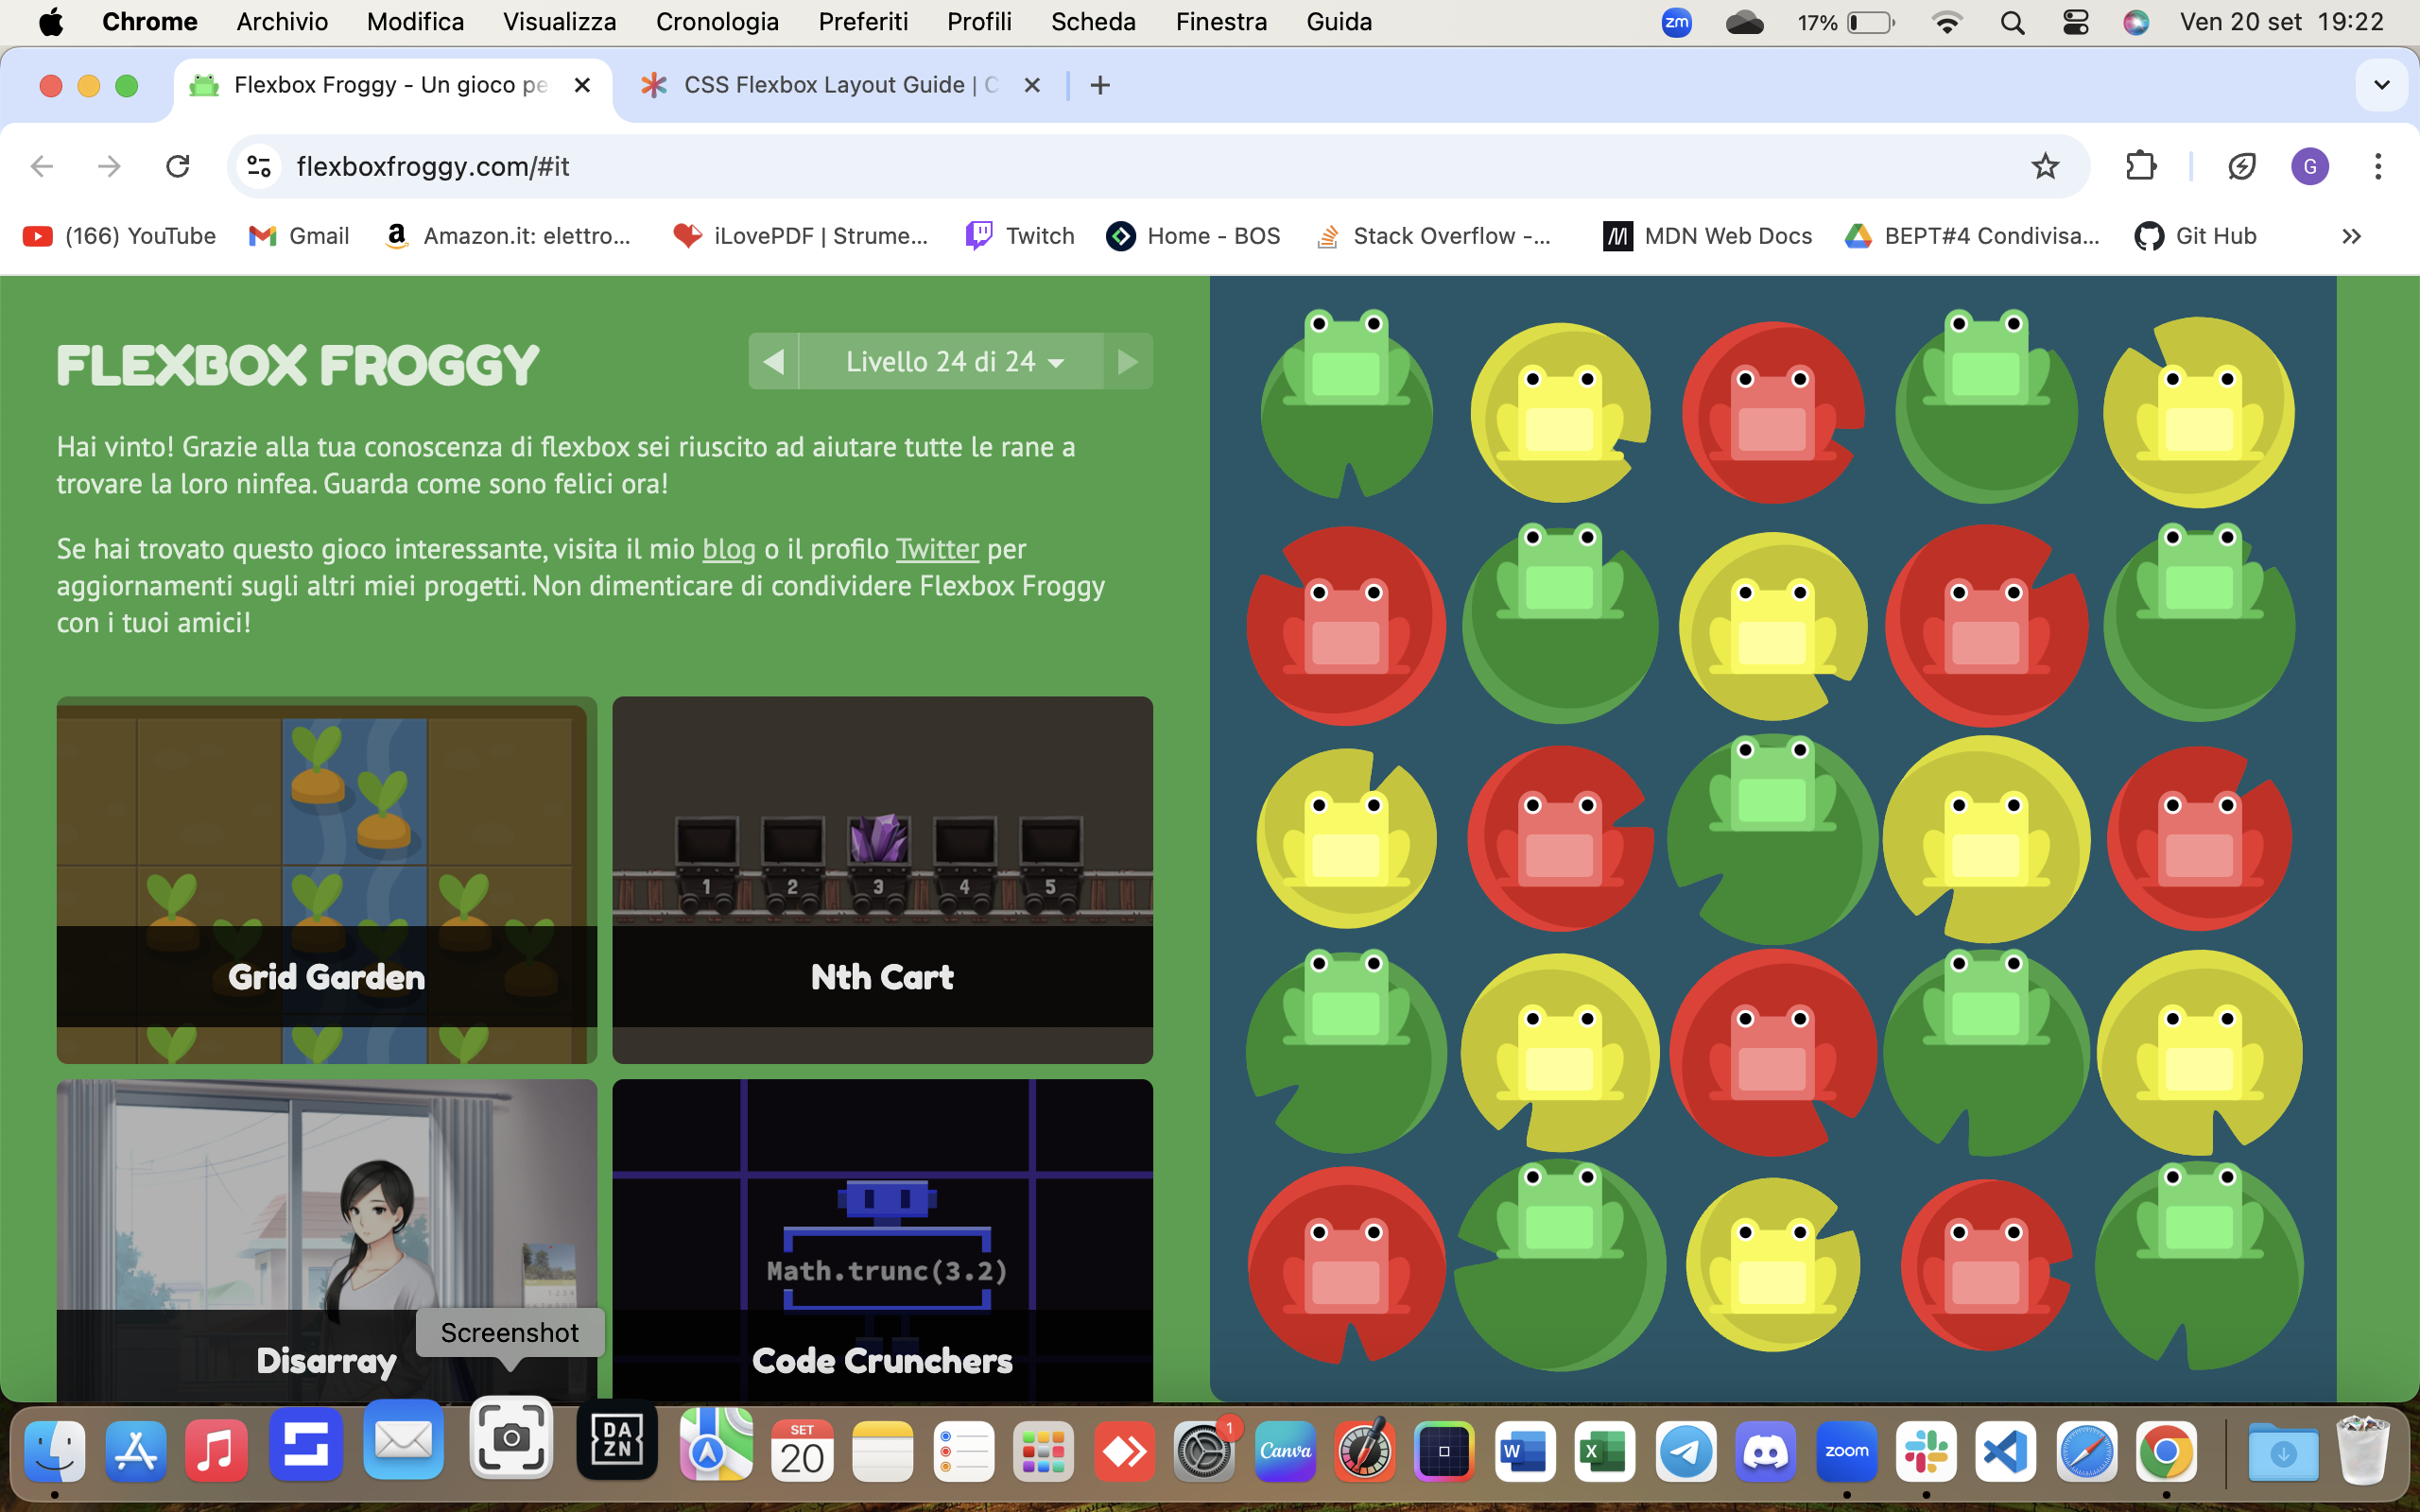 Chrome Archivio Modifica Visualizza Cronologia Preferiti Profili Scheda Finestra Guida zm 17% Ven 20 set 19:22
Flexbox Froggy - Un gioco pe CSS Flexbox Layout Guide | C
flexboxfroggy.com/#it G
(166) YouTube Gmail Amazon.it: elettro... iLovePDF | Strume... Twitch Home - BOS Stack Overflow -... MDN Web Docs BEPT#4 Condivisa... Git Hub
FLEXBOX FROGGY
Livello 24 di 24
Hai vinto! Grazie alla tua conoscenza di flexbox sei riuscito ad aiutare tutte le rane a
trovare la loro ninfea. Guarda come sono felici ora!
Se hai trovato questo gioco interessante, visita il mio blog o il profilo Twitter per
aggiornamenti sugli altri miei progetti. Non dimenticare di condividere Flexbox Froggy
con i tuoi amici!
1 2 3 4 5
Grid Garden
Nth Cart
Math.trunc(3.2)
Screenshot
Disarray
Code Crunchers
DAZN
SET
20
1
Canva
W
X
zoom